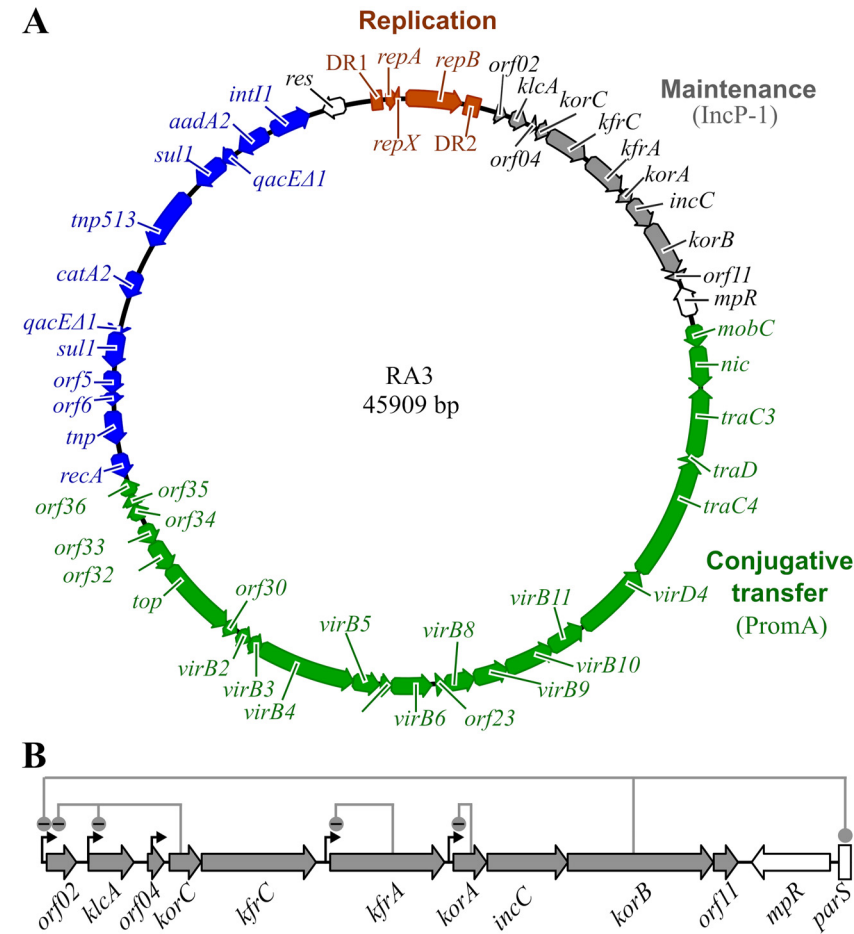 A
Replication
DR1
repA
repB
repX
DR2
res
intI1
aadA2
sul1
qacEΔ1
tnp513
catA2
qacEΔ1
sul1
orf5
orf6
tnp
recA
orf02
klcA
korC
orf04
kfrC
kfrA
korA
incC
korB
orf11
mpR
Maintenance
(IncP-1)
RA3
45909 bp
mobC
nic
traC3
traD
traC4
virD4
Conjugative
transfer
(PromA)
virB11
virB10
virB9
virB8
orf23
virB6
virB5
virB4
virB3
virB2
orf30
top
orf32
orf33
orf34
orf35
orf36
B
orf02
klcA
orf04
korC
kfrC
kfrA
korA
incC
korB
orf11
mpR
parS